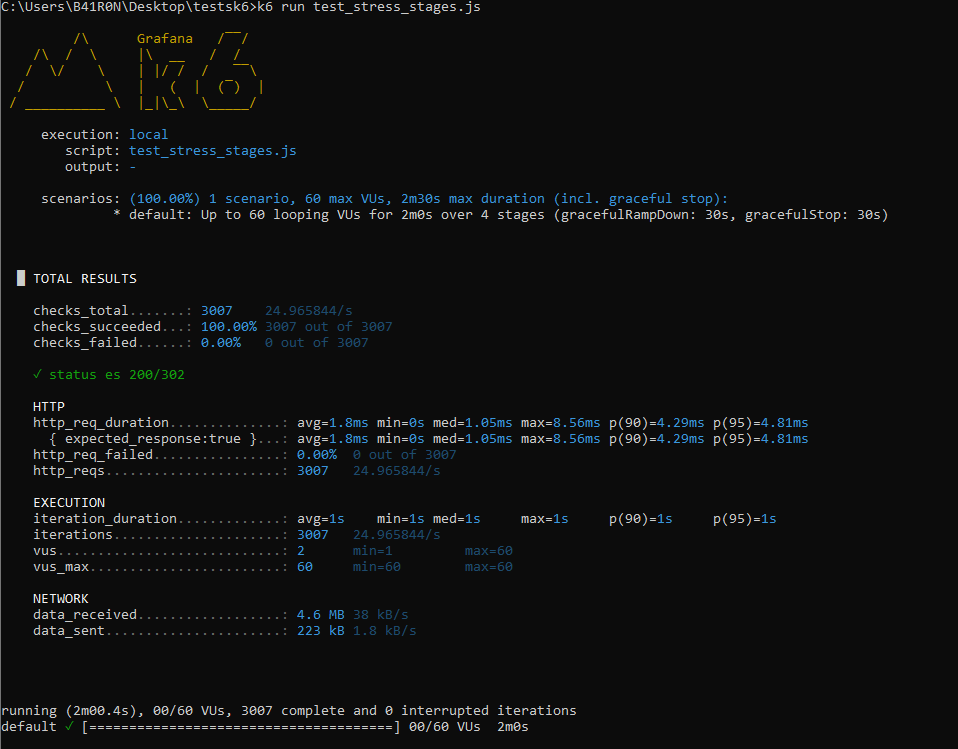 C:\Users\B41R0N\Desktop\testsk6>k6 run test_stress_stages.js
Grafana
k6
execution: local
script: test_stress_stages.js
output: -
scenarios: (100.00%) 1 scenario, 60 max VUs, 2m30s max duration (incl. graceful stop):
* default: Up to 60 looping VUs for 2m0s over 4 stages (gracefulRampDown: 30s, gracefulStop: 30s)
█ TOTAL RESULTS
checks_total.......: 3007 24.965844/s
checks_succeeded...: 100.00% 3007 out of 3007
checks_failed......: 0.00% 0 out of 3007
✓ status es 200/302
HTTP
http_req_duration..............: avg=1.8ms min=0s med=1.05ms max=8.56ms p(90)=4.29ms p(95)=4.81ms
{ expected_response:true }...: avg=1.8ms min=0s med=1.05ms max=8.56ms p(90)=4.29ms p(95)=4.81ms
http_req_failed................: 0.00% 0 out of 3007
http_reqs......................: 3007 24.965844/s
EXECUTION
iteration_duration.............: avg=1s min=1s med=1s max=1s p(90)=1s p(95)=1s
iterations.....................: 3007 24.965844/s
vus............................: 2 min=1 max=60
vus_max........................: 60 min=60 max=60
NETWORK
data_received..................: 4.6 MB 38 kB/s
data_sent......................: 223 kB 1.8 kB/s
running (2m00.4s), 00/60 VUs, 3007 complete and 0 interrupted iterations
default ✓ [======================================] 00/60 VUs 2m0s